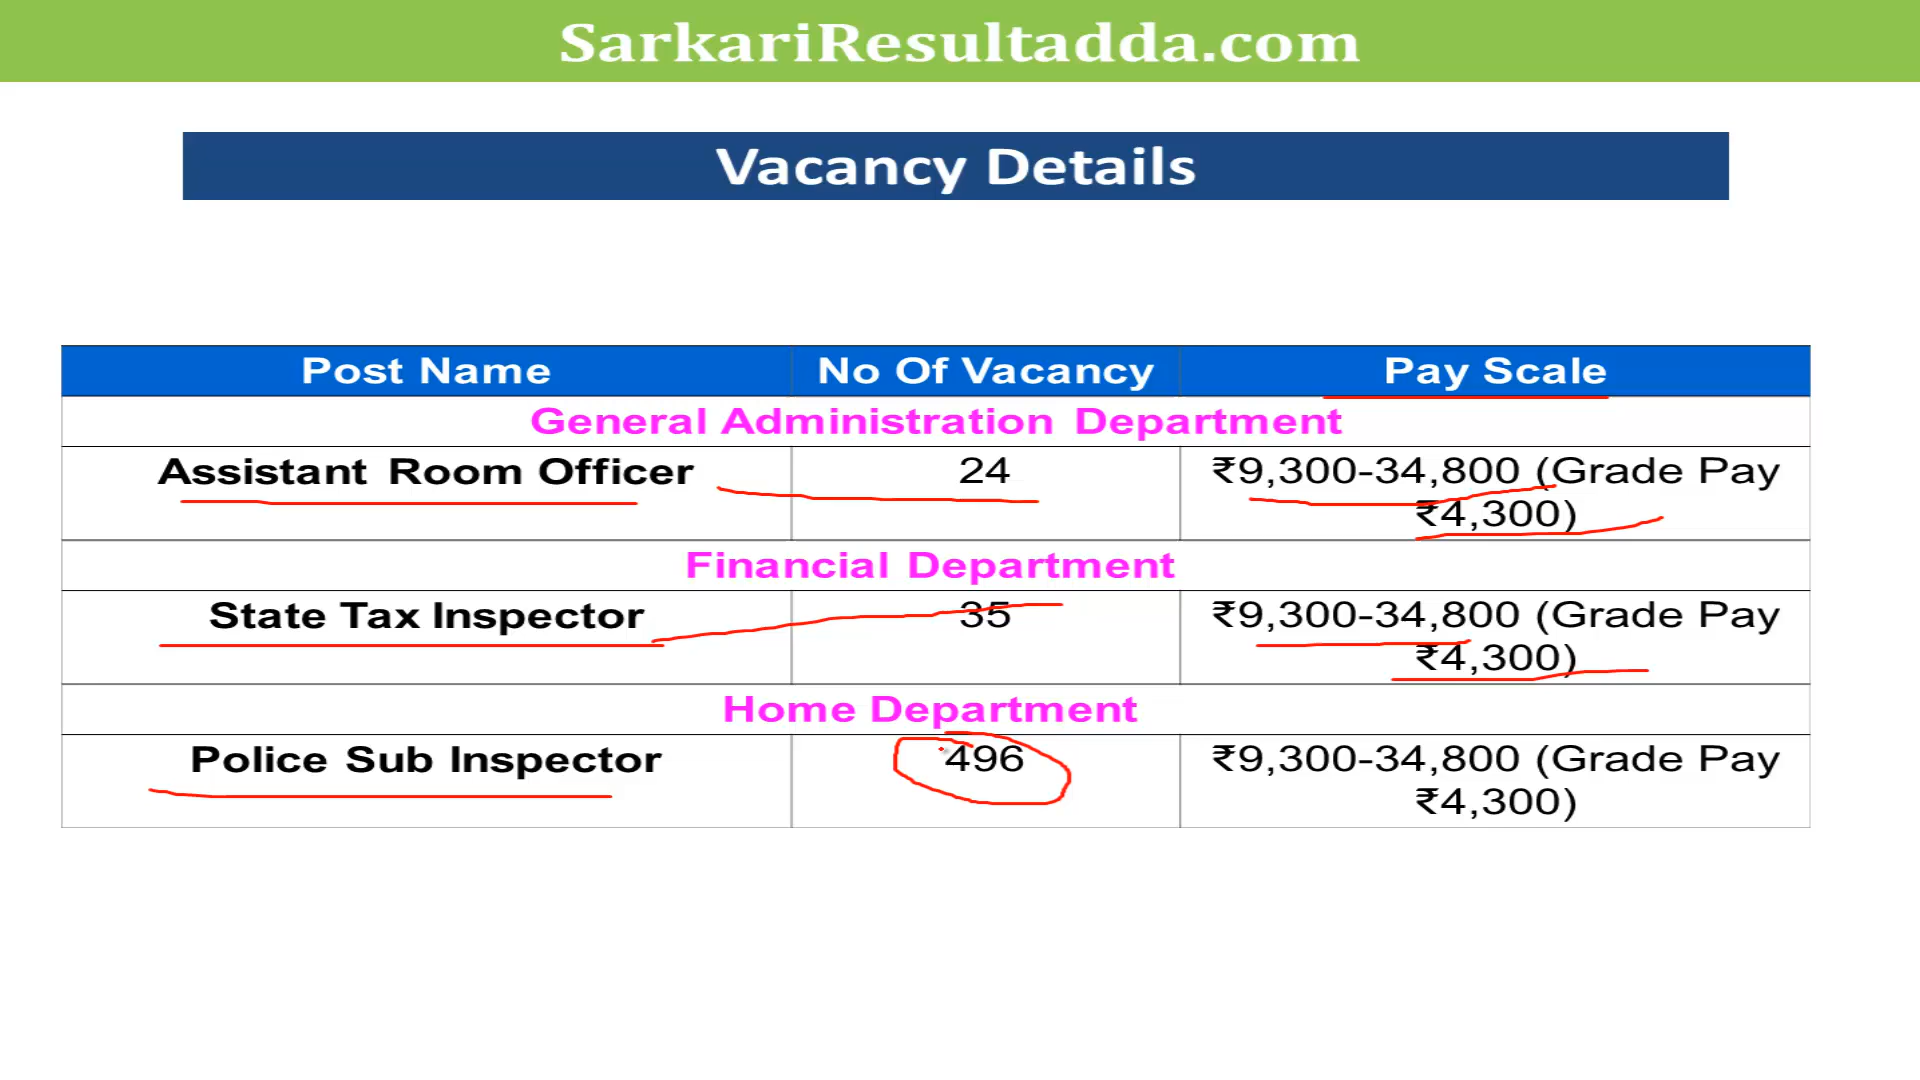 SarkariResultadda.com
Vacancy Details
Post Name No Of Vacancy Pay Scale
General Administration Department
Assistant Room Officer 24 ₹9,300-34,800 (Grade Pay
₹4,300)
Financial Department
State Tax Inspector 35 ₹9,300-34,800 (Grade Pay
₹4,300)
Home Department
Police Sub Inspector 496 ₹9,300-34,800 (Grade Pay
₹4,300)